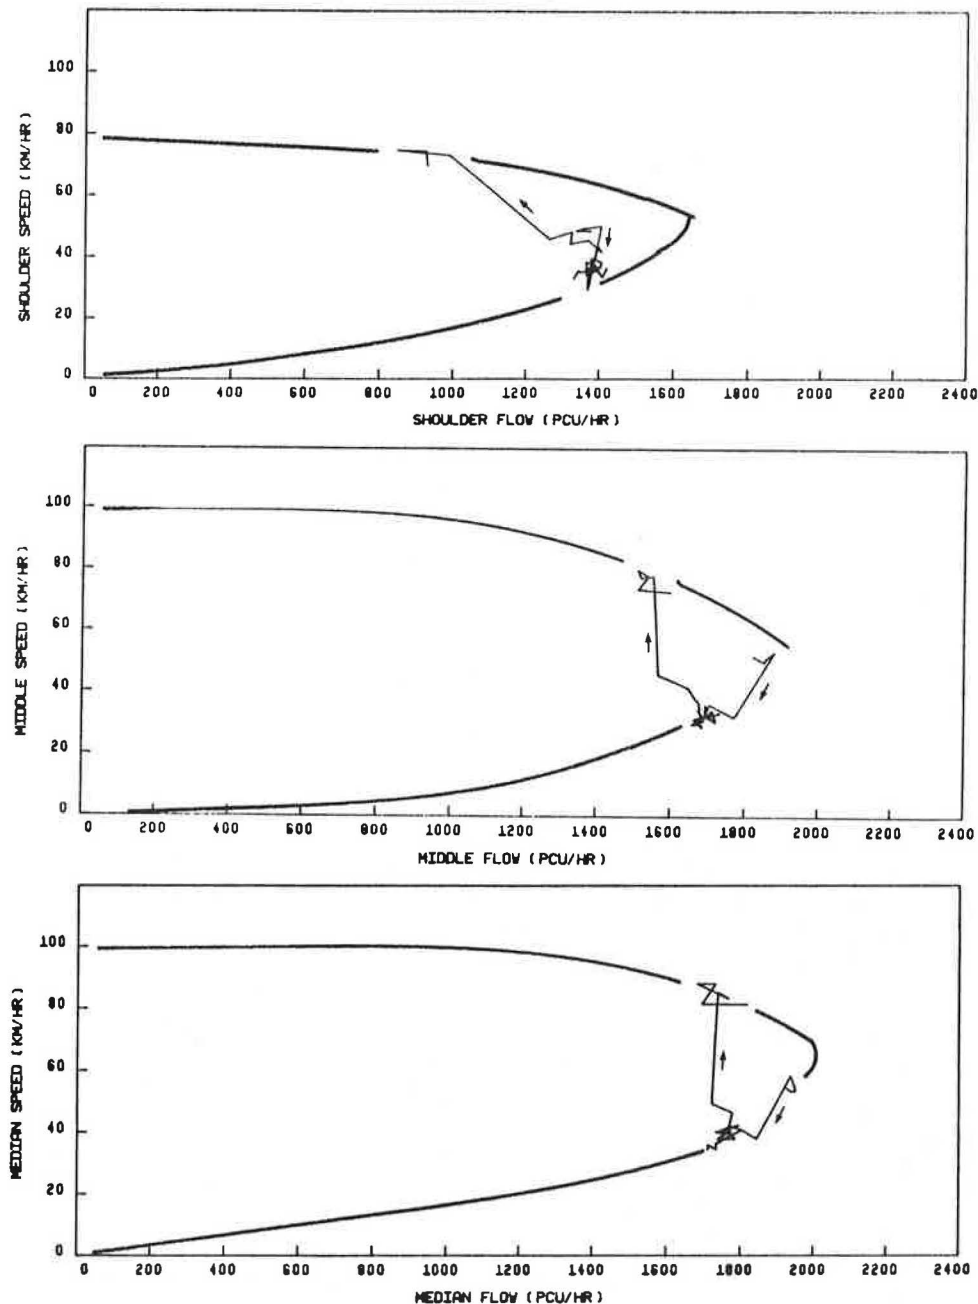 100
80
60
40
20
0
SHOULDER SPEED (KM/HR)
0 200 400 600 800 1000 1200 1400 1600 1800 2000 2200 2400
SHOULDER FLOW (PCU/HR)
100
80
60
40
20
0
MIDDLE SPEED (KM/HR)
0 200 400 600 800 1000 1200 1400 1600 1800 2000 2200 2400
MIDDLE FLOW (PCU/HR)
100
80
60
40
20
0
MEDIAN SPEED (KM/HR)
0 200 400 600 800 1000 1200 1400 1600 1800 2000 2200 2400
MEDIAN FLOW (PCU/HR)